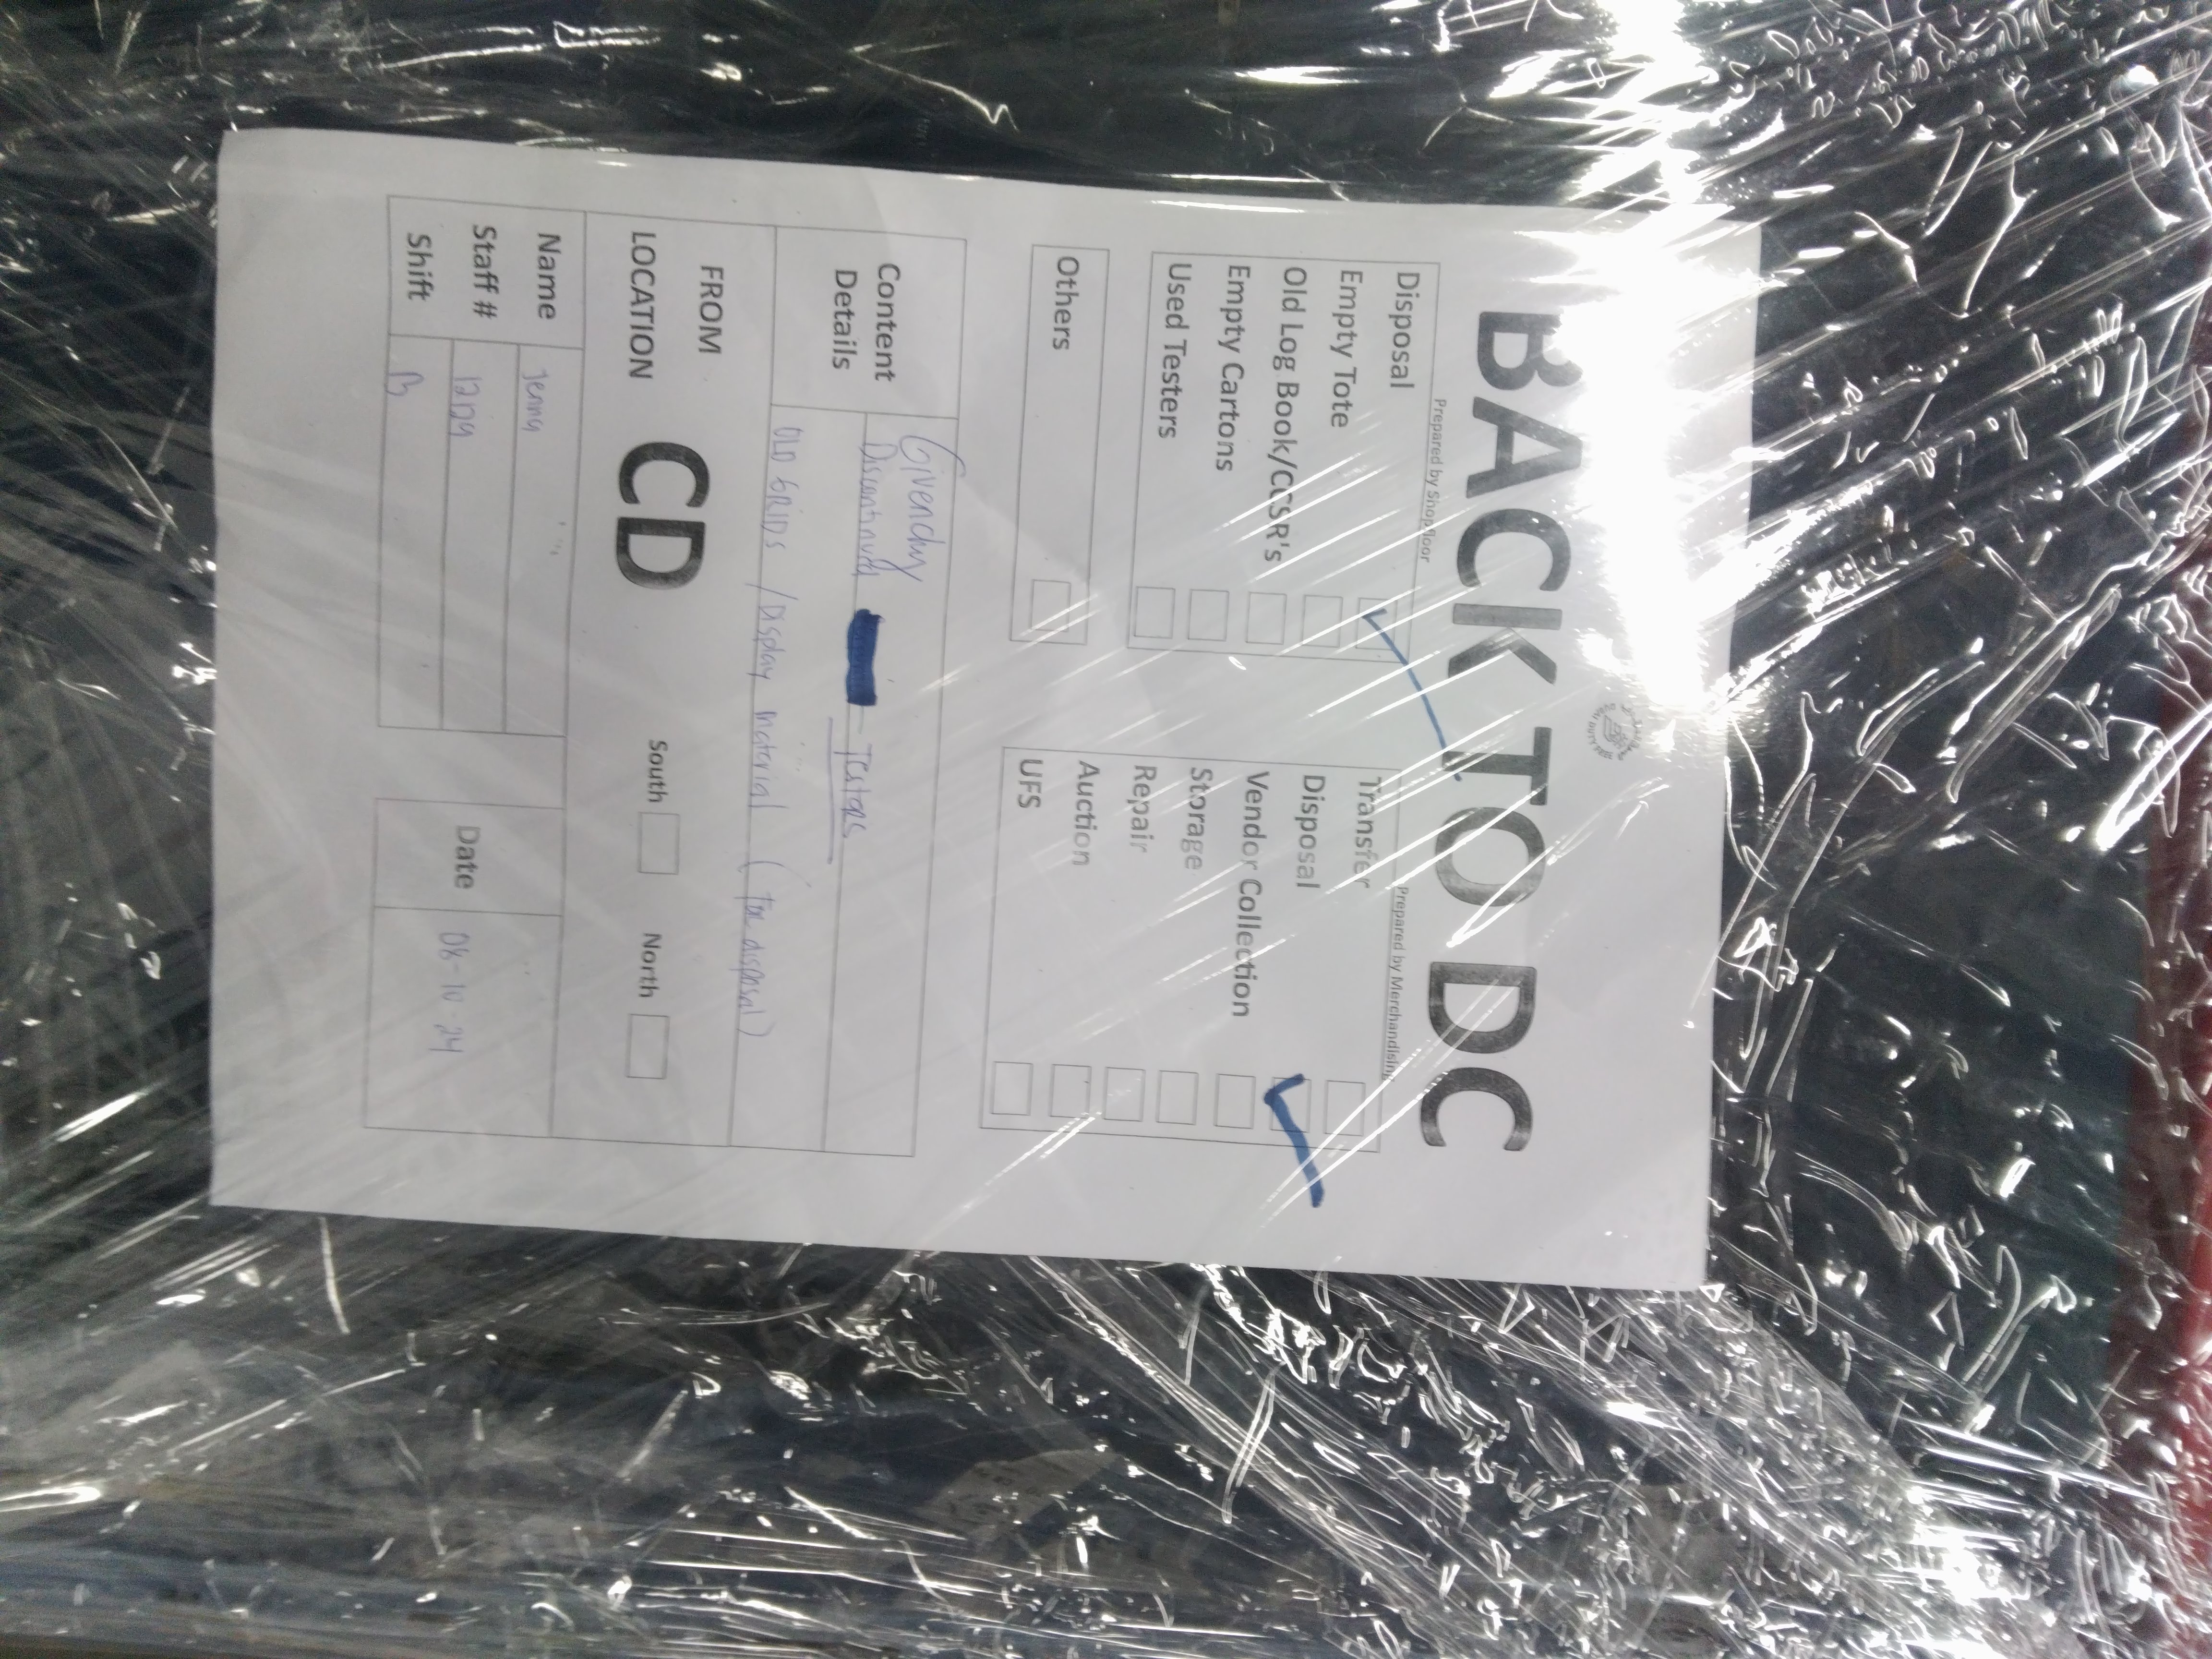 BACK TO DC
Prepared by Shopfloor
Disposal
Empty Tote
Old Log Book/CCSR's
Empty Cartons
Used Testers
Others
Prepared by Merchandising
Transfer
Disposal
Vendor Collection
Storage
Repair
Auction
UFS
Content Details
Givenchy
Discontinued - Testers
OLD GRIDS / Display material (for disposal)
FROM
LOCATION CD South North
Name Jenna
Staff #
Shift B
Date 08-10-24